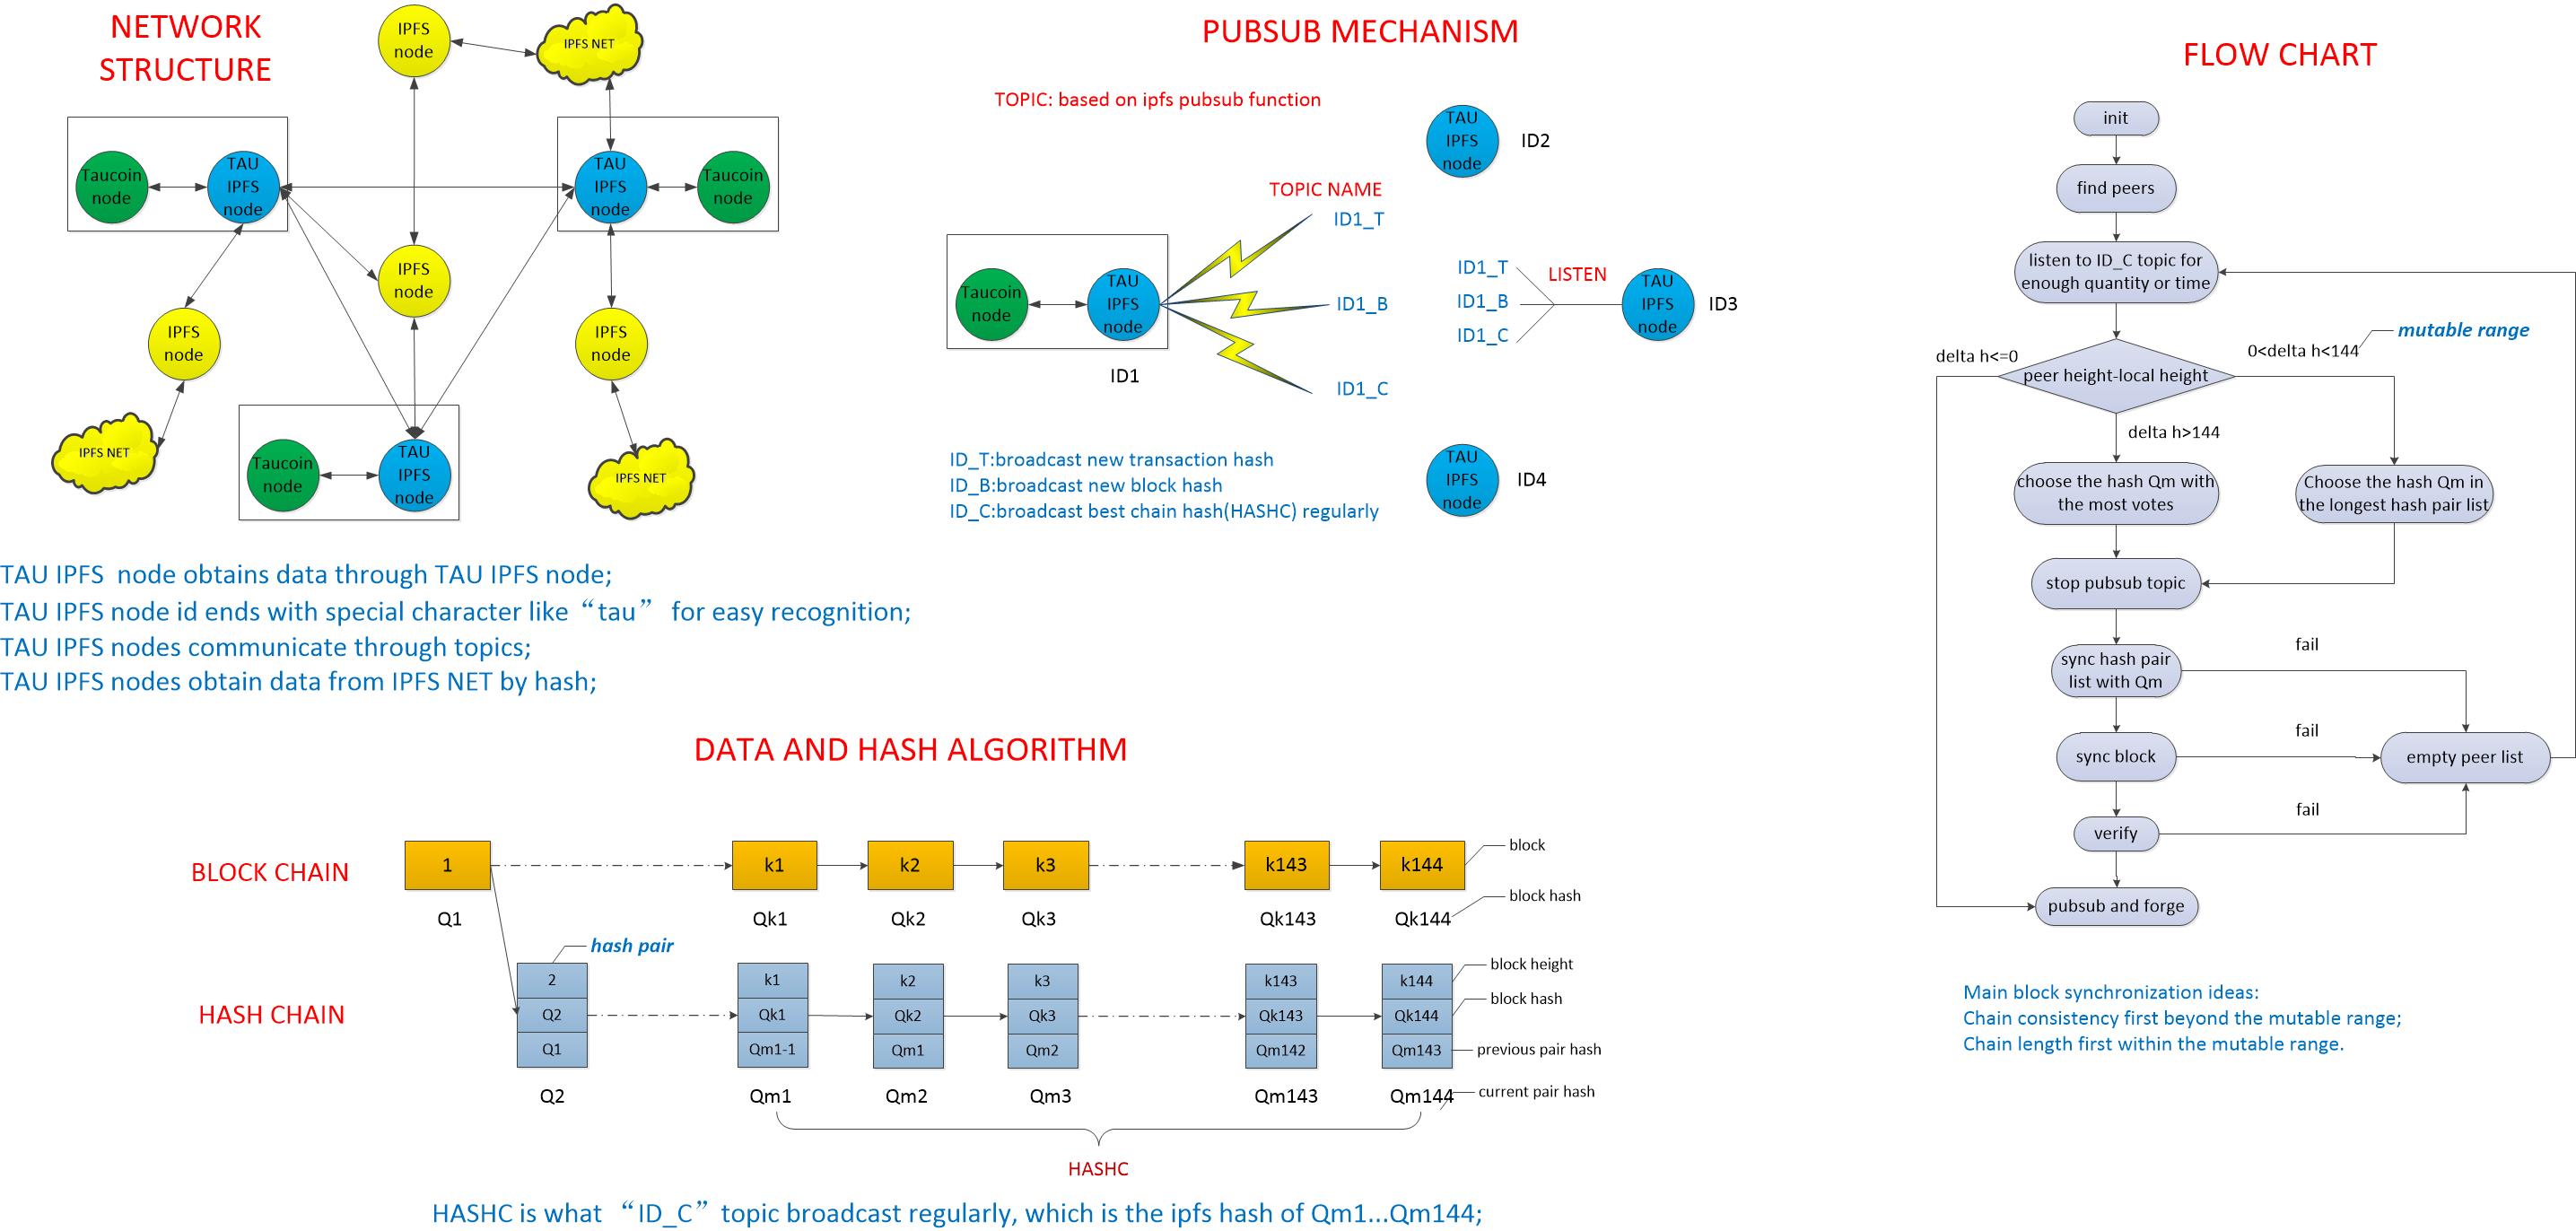 NETWORK
STRUCTURE
IPFS
node
IPFS NET
Taucoin
node
TAU
IPFS
node
TAU
IPFS
node
Taucoin
node
IPFS
node
IPFS
node
IPFS
node
IPFS NET
Taucoin
node
TAU
IPFS
node
IPFS NET
TAU IPFS  node obtains data through TAU IPFS node;
TAU IPFS node id ends with special character like “tau” for easy recognition;
TAU IPFS nodes communicate through topics;
TAU IPFS nodes obtain data from IPFS NET by hash;
PUBSUB MECHANISM
TOPIC: based on ipfs pubsub function
TAU
IPFS
node
ID2
TOPIC NAME
ID1_T
Taucoin
node
TAU
IPFS
node
ID1
ID1_B
ID1_C
ID1_T
ID1_B
ID1_C
LISTEN
TAU
IPFS
node
ID3
ID_T:broadcast new transaction hash
ID_B:broadcast new block hash
ID_C:broadcast best chain hash(HASHC) regularly
TAU
IPFS
node
ID4
FLOW CHART
init
find peers
listen to ID_C topic for
enough quantity or time
delta h<=0
peer height-local height
0<delta h<144
mutable range
delta h>144
choose the hash Qm with
the most votes
Choose the hash Qm in
the longest hash pair list
stop pubsub topic
sync hash pair
list with Qm
fail
sync block
fail
empty peer list
verify
fail
pubsub and forge
Main block synchronization ideas:
Chain consistency first beyond the mutable range;
Chain length first within the mutable range.
DATA AND HASH ALGORITHM
BLOCK CHAIN
1
k1
k2
k3
k143
k144
block
Q1
Qk1
Qk2
Qk3
Qk143
Qk144
block hash
hash pair
HASH CHAIN
2
Q2
Q1
k1
Qk1
Qm1-1
k2
Qk2
Qm1
k3
Qk3
Qm2
k143
Qk143
Qm142
k144
Qk144
Qm143
block height
block hash
previous pair hash
Q2
Qm1
Qm2
Qm3
Qm143
Qm144
current pair hash
HASHC
HASHC is what “ID_C” topic broadcast regularly, which is the ipfs hash of Qm1...Qm144;